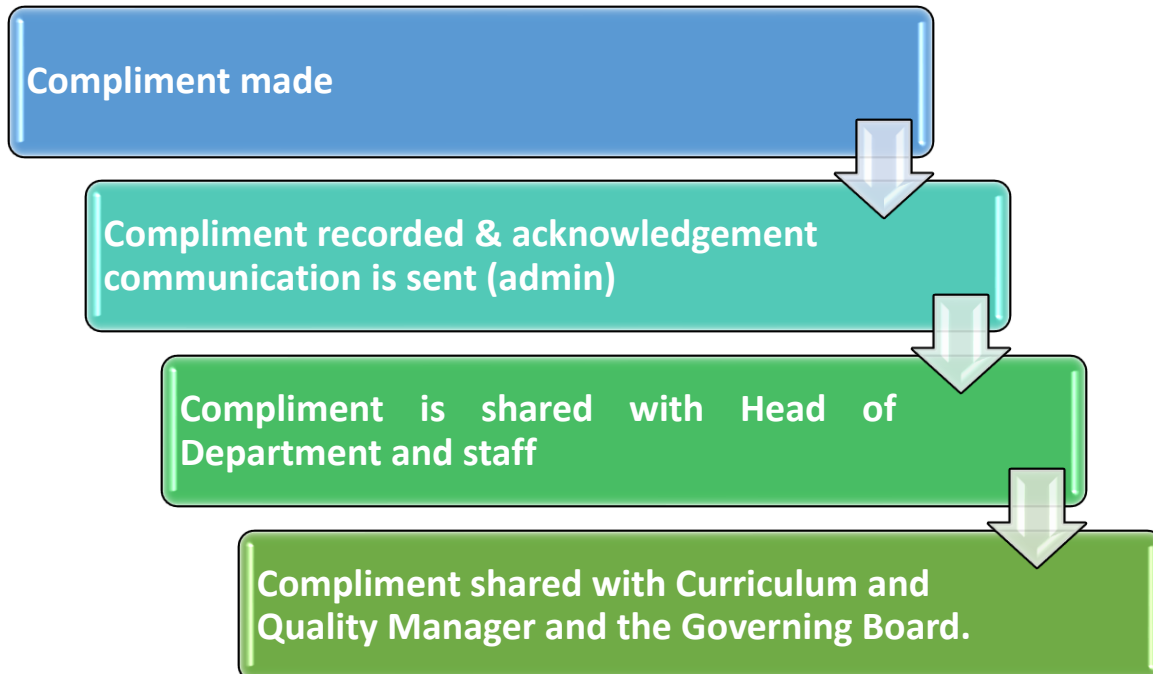 Compliment made
Compliment recorded & acknowledgement
communication is sent (admin)
Compliment is shared with Head of
Department and staff
Compliment shared with Curriculum and
Quality Manager and the Governing Board.